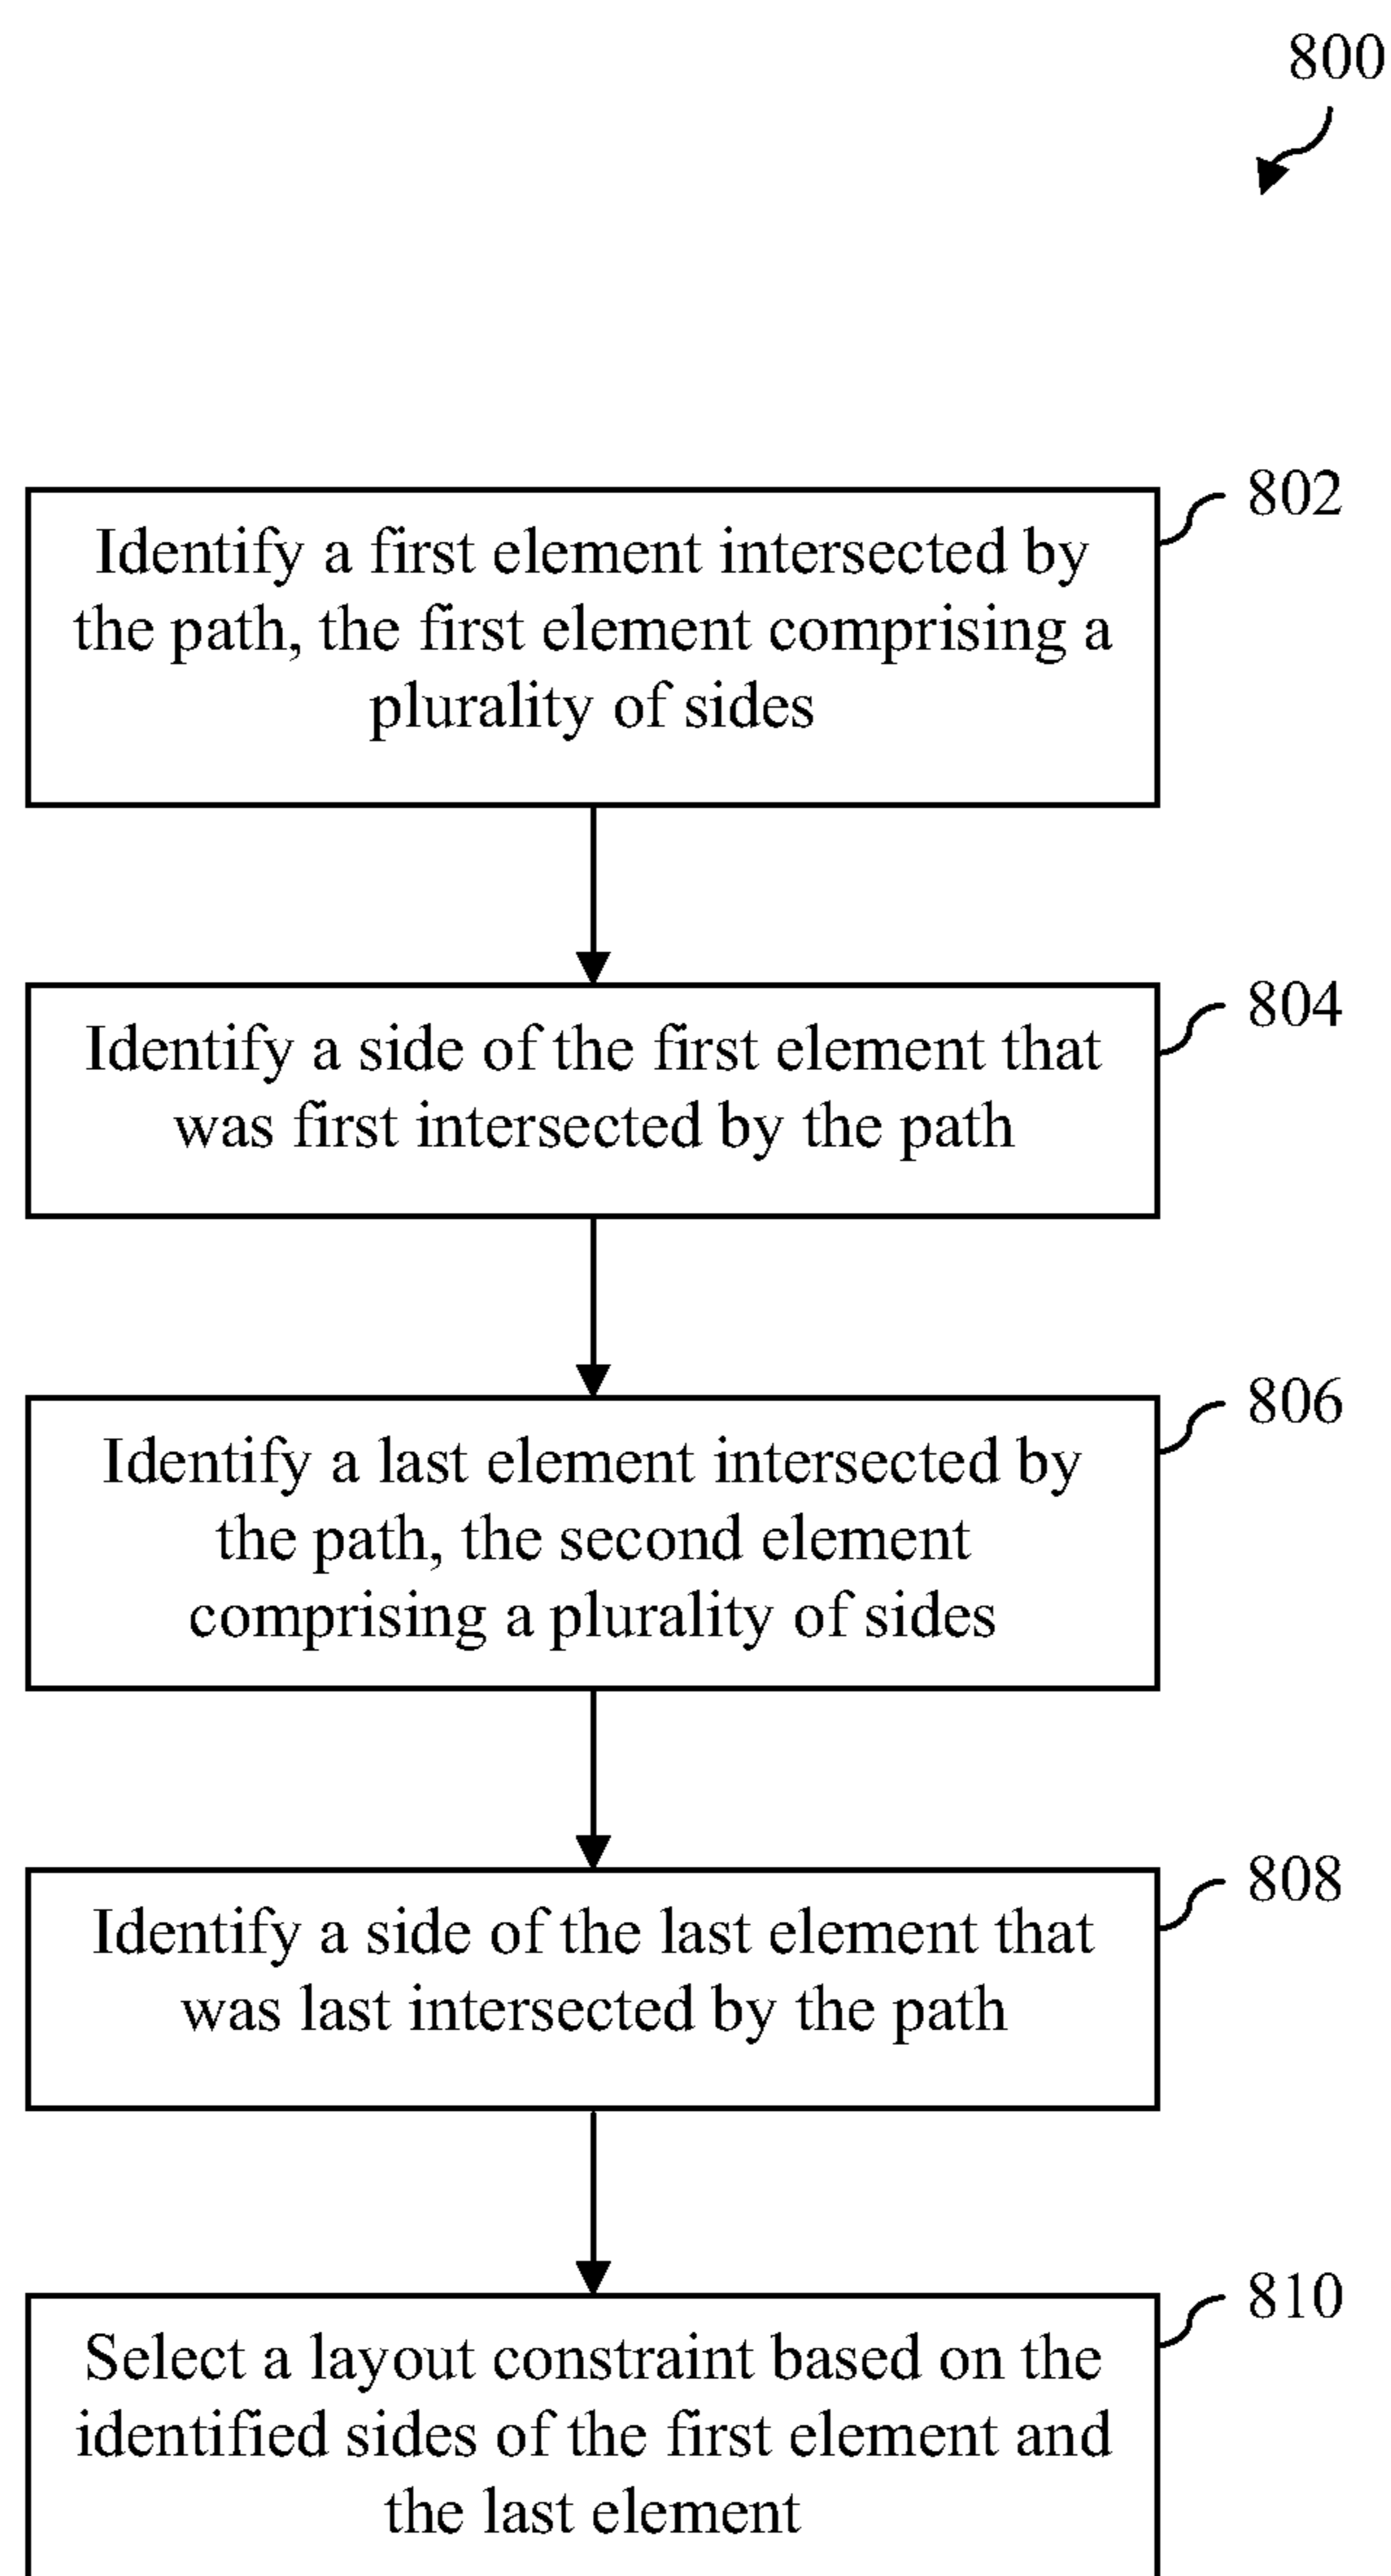 800
802
Identify a first element intersected by
the path, the first element comprising a
plurality of sides
804
Identify a side of the first element that
was first intersected by the path
806
Identify a last element intersected by
the path, the second element
comprising a plurality of sides
808
Identify a side of the last element that
was last intersected by the path
810
Select a layout constraint based on the
identified sides of the first element and
the last element